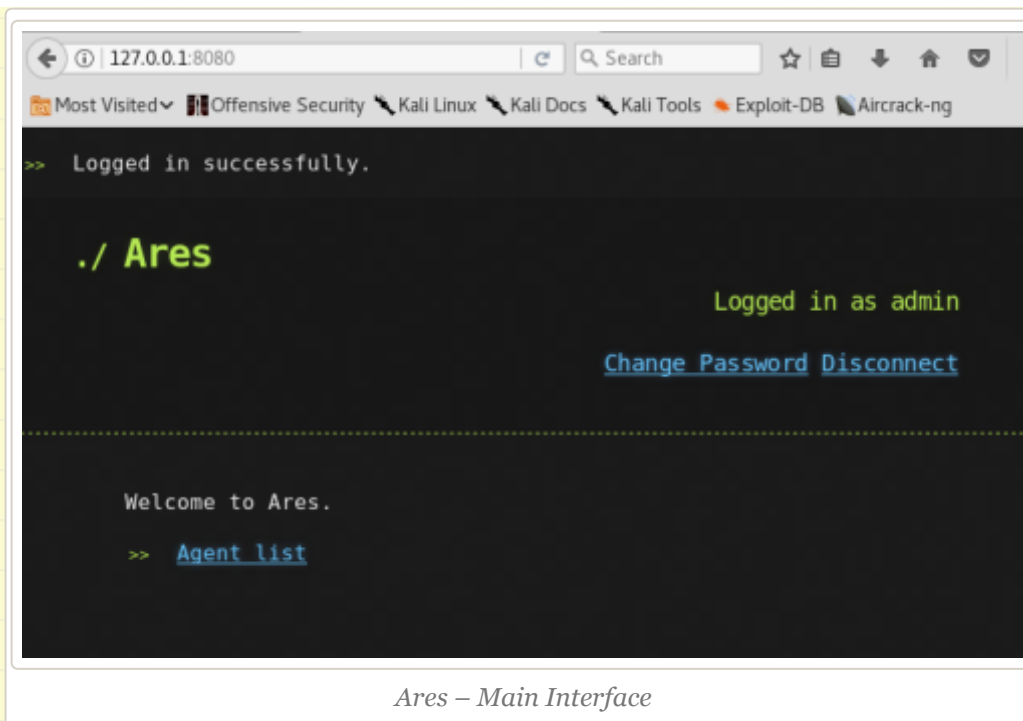 127.0.0.1:8080
Search
Most Visited Offensive Security Kali Linux Kali Docs Kali Tools Exploit-DB Aircrack-ng
>> Logged in successfully.
./ Ares
Logged in as admin
Change Password Disconnect
Welcome to Ares.
>> Agent list
Ares – Main Interface